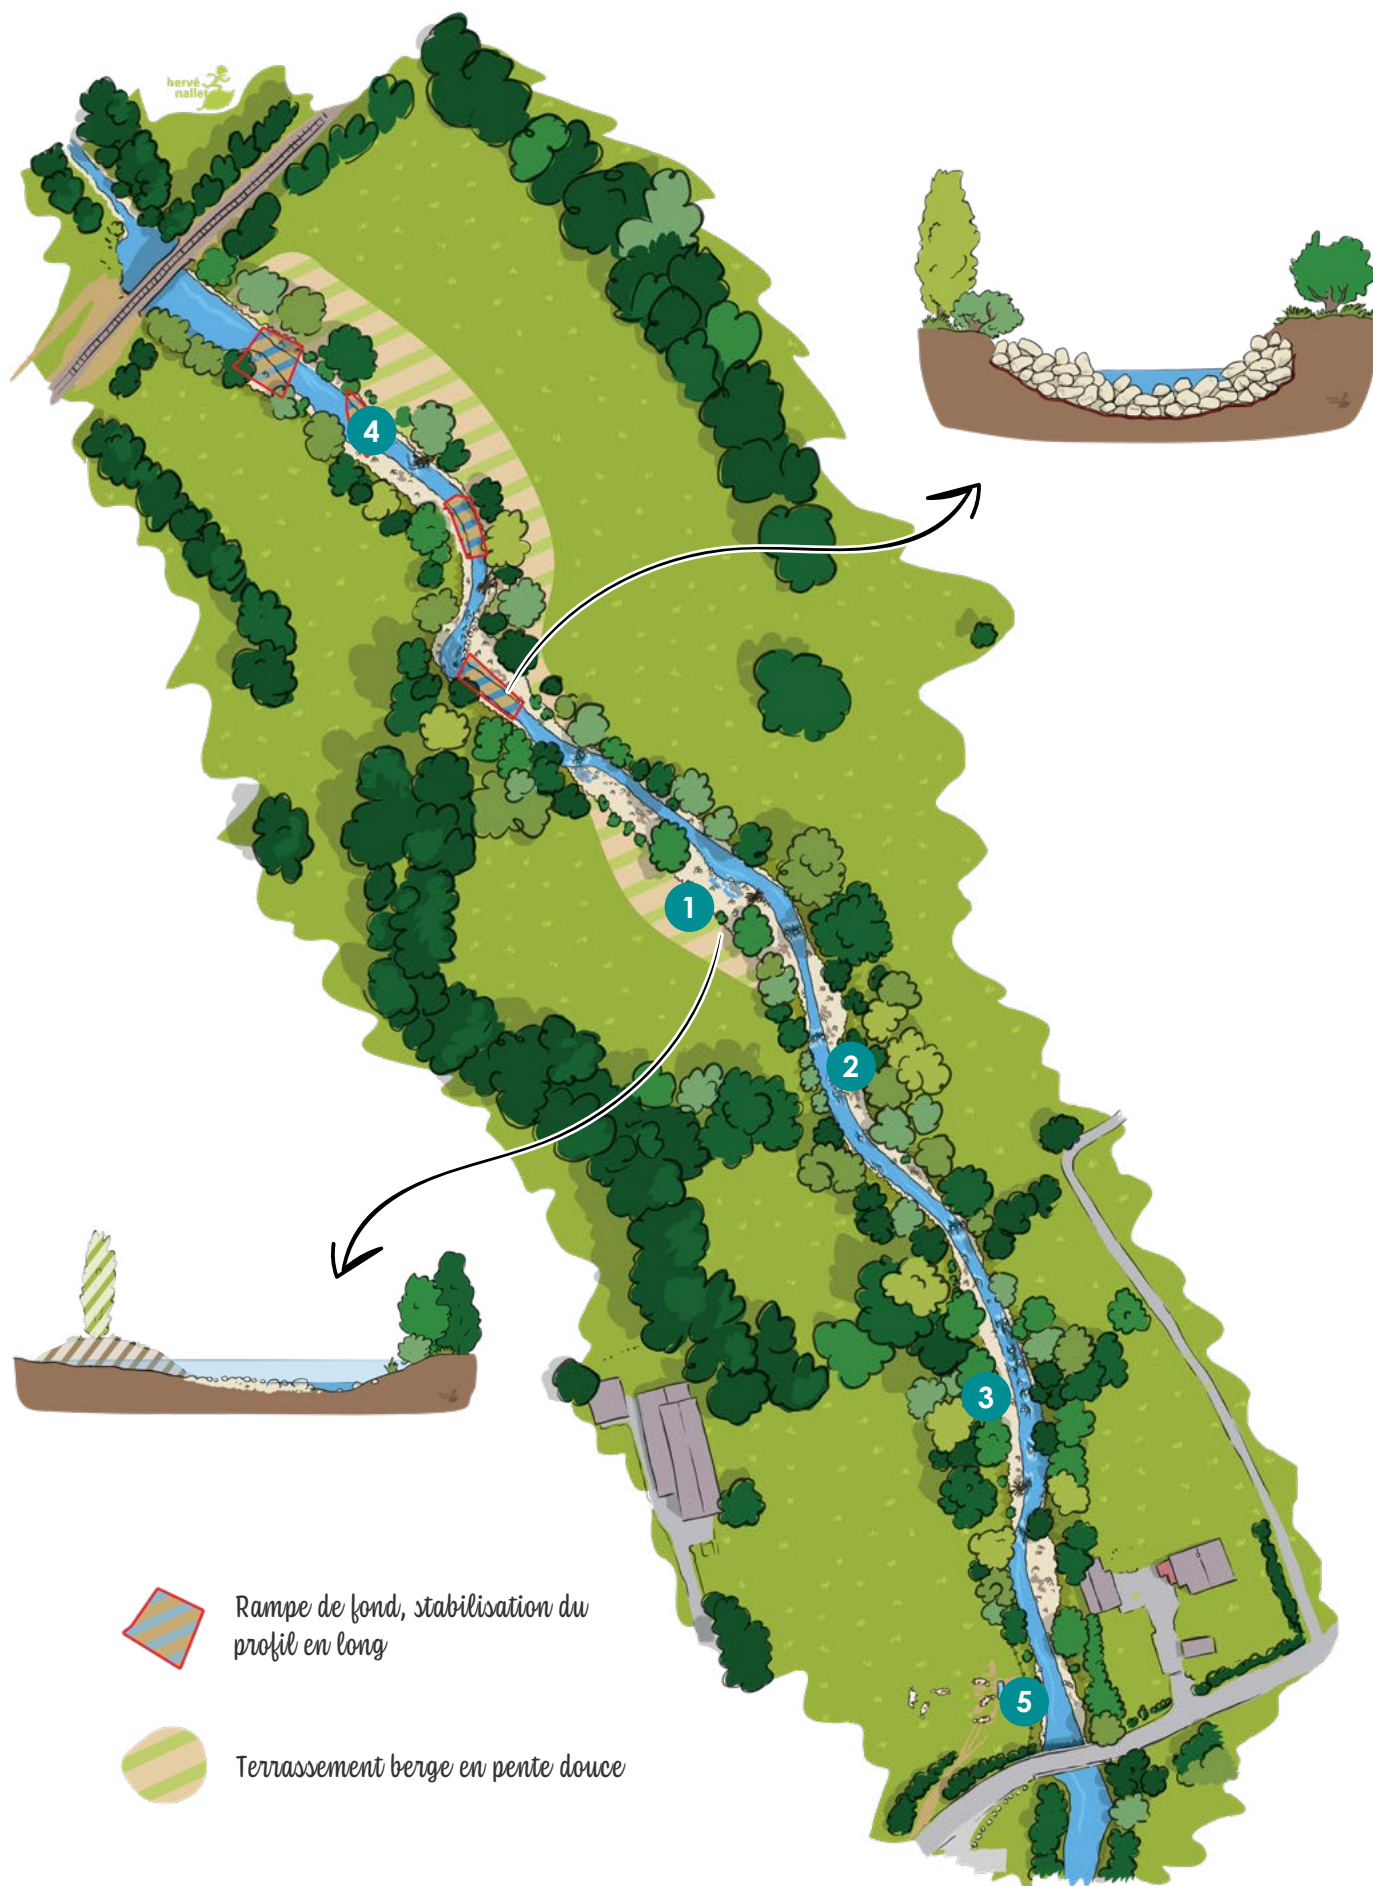 hervé
nallet
4
1
2
3
5
Rampe de fond, stabilisation du
profil en long
Terrassement berge en pente douce